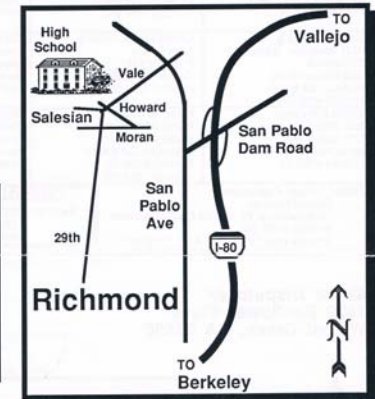 High
School
TO
Vallejo
Vale
Howard
Salesian
Moran
San Pablo
Dam Road
San
Pablo
Ave
29th
I-80
Richmond
N
TO
Berkeley